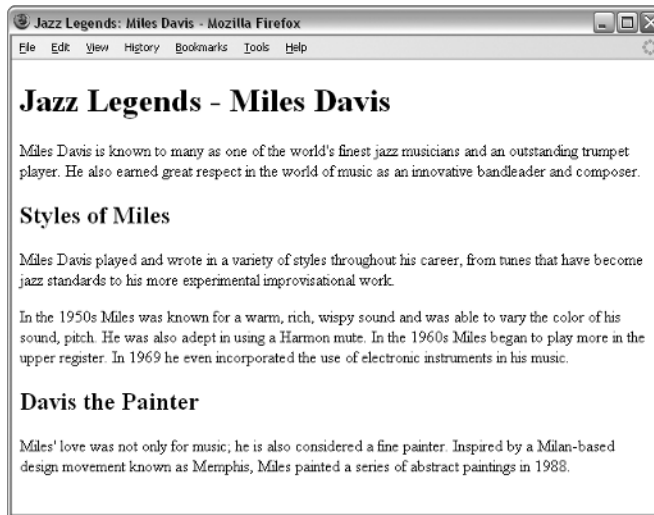 Jazz Legends: Miles Davis - Mozilla Firefox
File Edit View History Bookmarks Tools Help
Jazz Legends - Miles Davis
Miles Davis is known to many as one of the world's finest jazz musicians and an outstanding trumpet
player. He also earned great respect in the world of music as an innovative bandleader and composer.
Styles of Miles
Miles Davis played and wrote in a variety of styles throughout his career, from tunes that have become
jazz standards to his more experimental improvisational work.
In the 1950s Miles was known for a warm, rich, wispy sound and was able to vary the color of his
sound, pitch. He was also adept in using a Harmon mute. In the 1960s Miles began to play more in the
upper register. In 1969 he even incorporated the use of electronic instruments in his music.
Davis the Painter
Miles' love was not only for music; he is also considered a fine painter. Inspired by a Milan-based
design movement known as Memphis, Miles painted a series of abstract paintings in 1988.